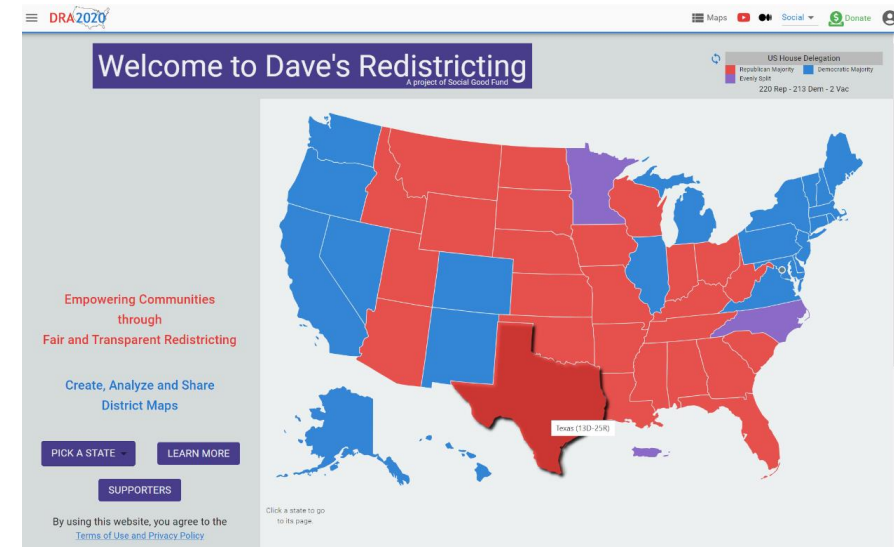 DRA2020
Maps
Social
Donate
Welcome to Dave's Redistricting
A project of Social Good Fund
US House Delegation
Republican Majority Democratic Majority
Evenly Split
220 Rep - 213 Dem - 2 Vac
Empowering Communities
through
Fair and Transparent Redistricting
Create, Analyze and Share
District Maps
Texas (13D-25R)
PICK A STATE
LEARN MORE
SUPPORTERS
Click a state to go
to its page.
By using this website, you agree to the
Terms of Use and Privacy Policy